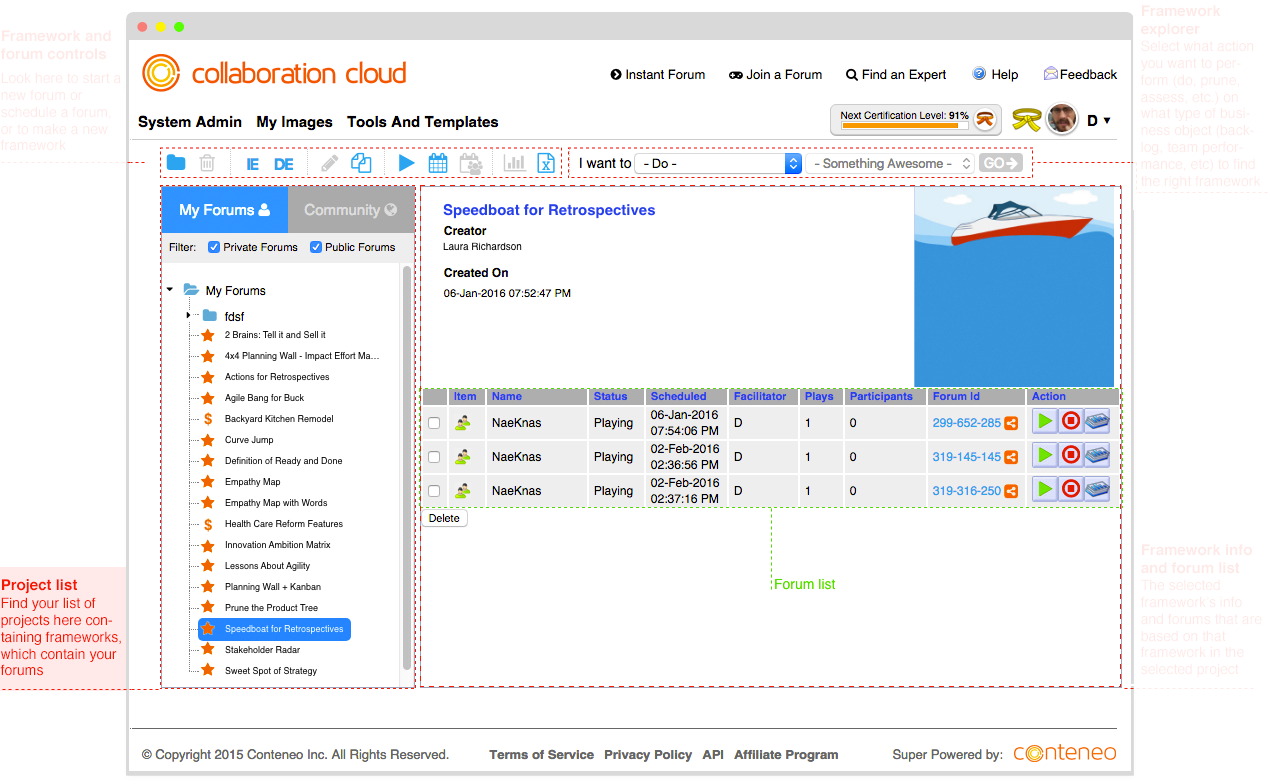 Framework and
forum controls
Look here to start a
new forum or
schedule a forum,
or to make a new
framework
Framework
explorer
Select what action
you want to per-
form (do, prune,
assess, etc.) on
what type of busi-
ness object (back-
log, team perfor-
mance, etc) to find
the right framework
collaboration cloud
Instant Forum Join a Forum Find an Expert Help Feedback
System Admin My Images Tools And Templates
Next Certification Level: 91%
D
IE DE
I want to - Do - - Something Awesome - GO
My Forums Community
Filter: Private Forums Public Forums
My Forums
fdsf
2 Brains: Tell it and Sell it
4x4 Planning Wall - Impact Effort Ma...
Actions for Retrospectives
Agile Bang for Buck
$ Backyard Kitchen Remodel
Curve Jump
Definition of Ready and Done
Empathy Map
Empathy Map with Words
$ Health Care Reform Features
Innovation Ambition Matrix
Lessons About Agility
Planning Wall + Kanban
Prune the Product Tree
Speedboat for Retrospectives
Stakeholder Radar
Sweet Spot of Strategy
Speedboat for Retrospectives
Creator
Laura Richardson
Created On
06-Jan-2016 07:52:47 PM
Item Name Status Scheduled Facilitator Plays Participants Forum Id Action
NaeKnas Playing 06-Jan-2016 07:54:06 PM D 1 0 299-652-285
NaeKnas Playing 02-Feb-2016 02:36:56 PM D 1 0 319-145-145
NaeKnas Playing 02-Feb-2016 02:37:16 PM D 1 0 319-316-250
Delete
Forum list
Project list
Find your list of
projects here con-
taining frameworks,
which contain your
forums
Framework info
and forum list
The selected
framework's info
and forums that are
based on that
framework in the
selected project
© Copyright 2015 Conteneo Inc. All Rights Reserved. Terms of Service Privacy Policy API Affiliate Program Super Powered by: conteneo